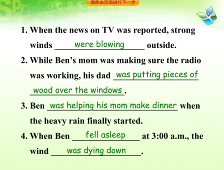 1. When the news on TV was reported, strong
winds were blowing outside.
2. While Ben's mom was making sure the radio
was working, his dad was putting pieces of
wood over the windows .
3. Ben was helping his mom make dinner when
the heavy rain finally started.
4. When Ben fell asleep at 3:00 a.m., the
wind was dying down .